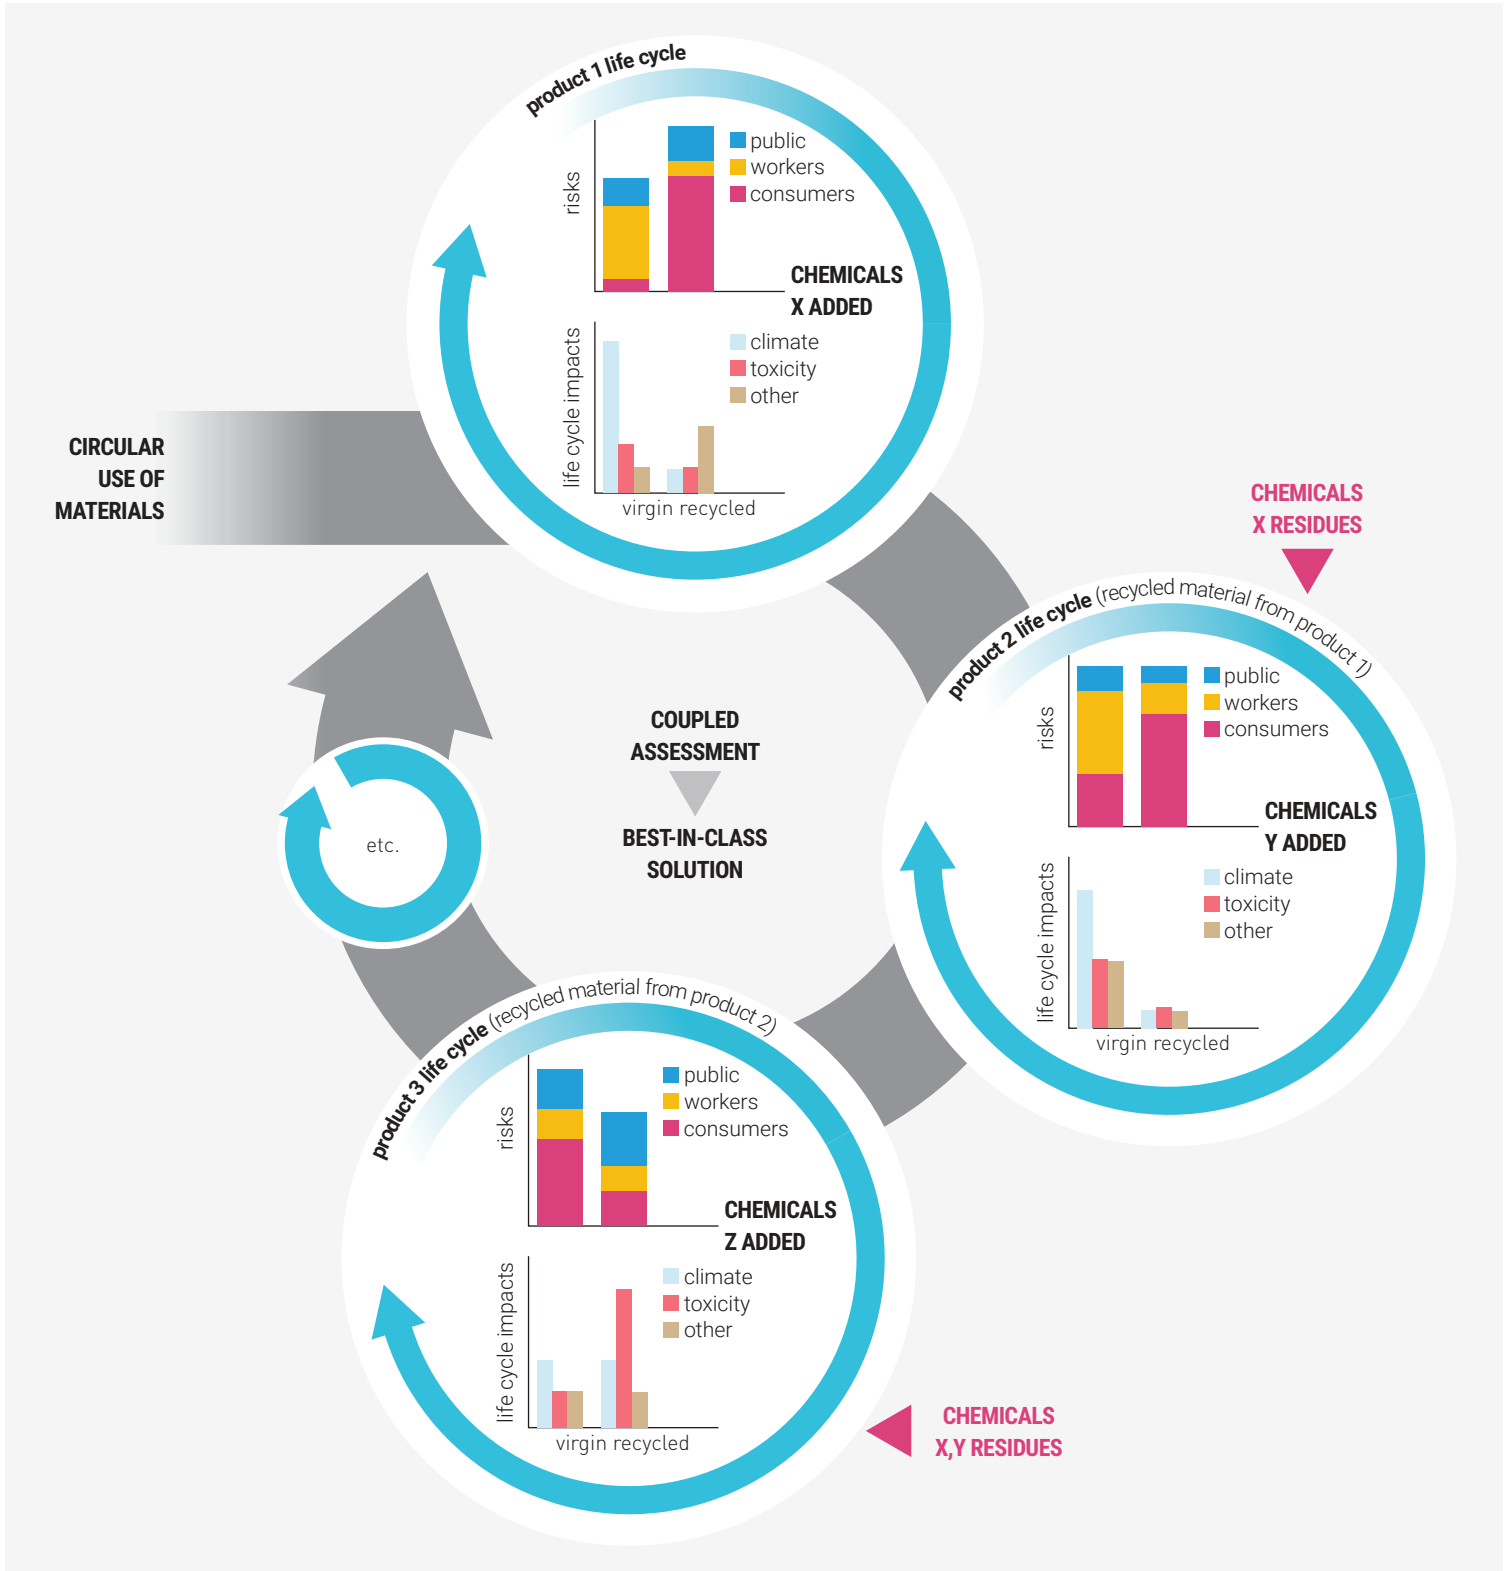 product 1 life cycle
risks
public
workers
consumers
CHEMICALS
X ADDED
life cycle impacts
climate
toxicity
other
virgin recycled
CIRCULAR
USE OF
MATERIALS
CHEMICALS
X RESIDUES
product 2 life cycle (recycled material from product 1)
risks
public
workers
consumers
CHEMICALS
Y ADDED
life cycle impacts
climate
toxicity
other
virgin recycled
COUPLED
ASSESSMENT
BEST-IN-CLASS
SOLUTION
etc.
product 3 life cycle (recycled material from product 2)
risks
public
workers
consumers
CHEMICALS
Z ADDED
life cycle impacts
climate
toxicity
other
virgin recycled
CHEMICALS
X,Y RESIDUES